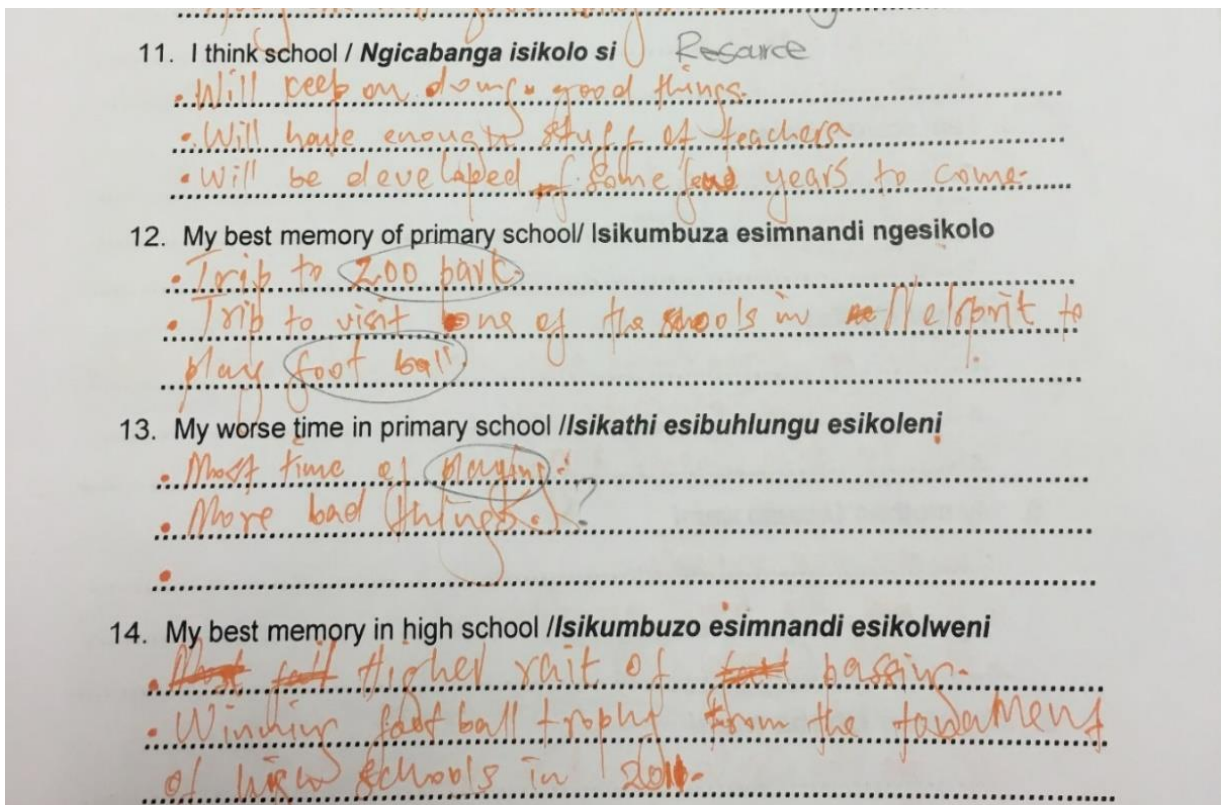 11. I think school / Ngicabanga isikolo si Resource
• Will keep on doing good things.
• Will have enough stuff of teachers
• Will be developed some years to come.
12. My best memory of primary school/ Isikumbuza esimnandi ngesikolo
• Trip to zoo park.
• Trip to visit one of the schools in to
play foot ball.
13. My worse time in primary school /Isikathi esibuhlungu esikoleni
• Most time of playing.
• More bad things. ?
•
14. My best memory in high school /Isikumbuzo esimnandi esikolweni
• Higher rait of passing.
• Winning foot ball trophy from the
of high schools in